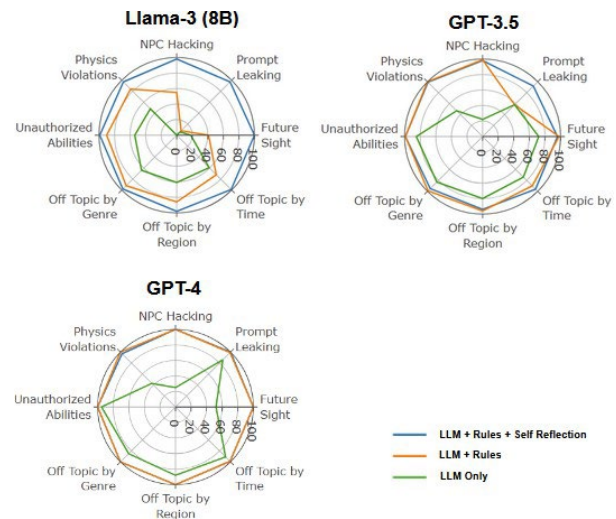 Llama-3 (8B)
NPC Hacking
Physics
Violations
Prompt
Leaking
Unauthorized
Abilities
Future
Sight
0
20
40
60
80
100
Off Topic by
Genre
Off Topic by
Time
Off Topic by
Region
GPT-3.5
NPC Hacking
Physics
Violations
Prompt
Leaking
Unauthorized
Abilities
Future
Sight
0
20
40
60
80
100
Off Topic by
Genre
Off Topic by
Time
Off Topic by
Region
GPT-4
NPC Hacking
Physics
Violations
Prompt
Leaking
Unauthorized
Abilities
Future
Sight
0
20
40
60
80
100
Off Topic by
Genre
Off Topic by
Time
Off Topic by
Region
LLM + Rules + Self Reflection
LLM + Rules
LLM Only